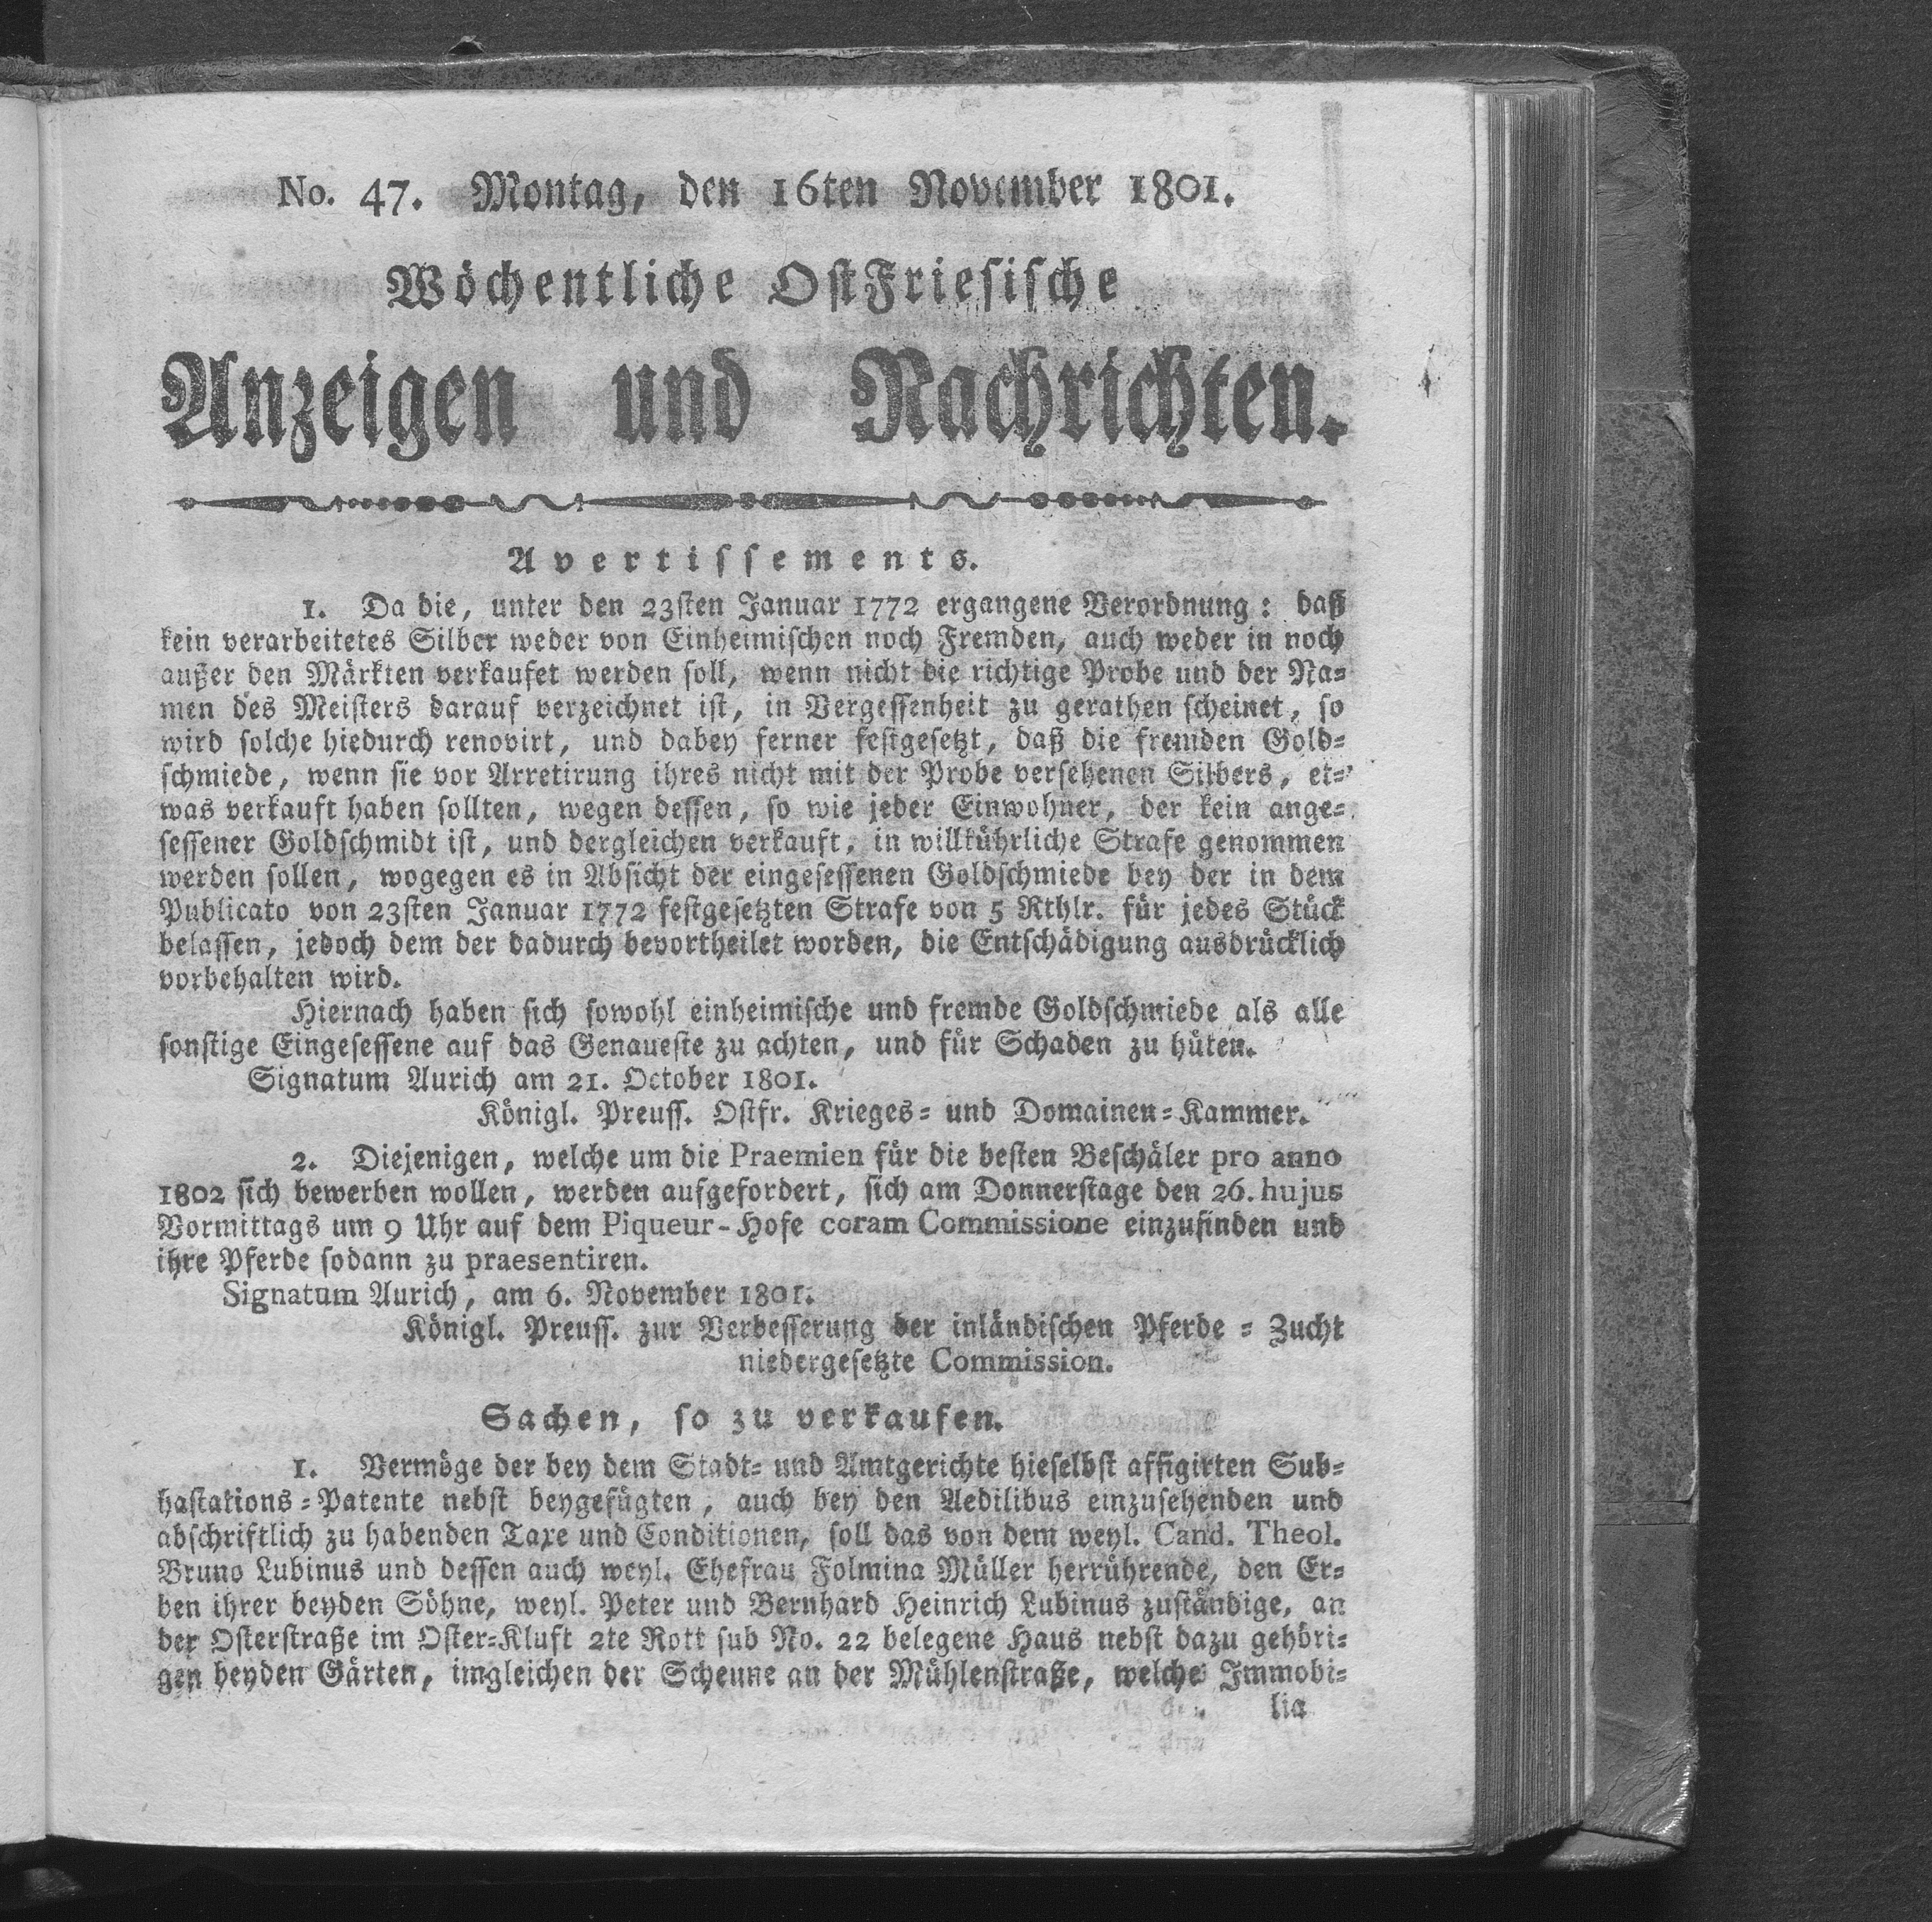 No. 47. Montag, den 16ten November 1801.
Wöchentliche OstFriesische
Anzeigen und Nachrichten.
Avertissements.
1. Da die, unter den 23sten Januar 1772 ergangene Verordnung: daß
kein verarbeitetes Silber weder von Einheimischen noch Fremden, auch weder in noch
außer den Märkten verkaufet werden soll, wenn nicht die richtige Probe und der Na-
men des Meisters darauf verzeichnet ist, in Vergessenheit zu gerathen scheinet, so
wird solche hiedurch renovirt, und dabey ferner festgesetzt, daß die fremden Gold-
schmiede, wenn sie vor Arretirung ihres nicht mit der Probe versehenen Silbers, et-
was verkauft haben sollten, wegen dessen, so wie jeder Einwohner, der kein ange-
sessener Goldschmidt ist, und dergleichen verkauft, in willkührliche Strafe genommen
werden sollen, wogegen es in Absicht der eingesessenen Goldschmiede bey der in dem
Publicato von 23sten Januar 1772 festgesetzten Strafe von 5 Rthlr. für jedes Stück
belassen, jedoch dem der dadurch bevortheilet worden, die Entschädigung ausdrücklich
vorbehalten wird.
Hiernach haben sich sowohl einheimische und fremde Goldschmiede als alle
sonstige Eingesessene auf das Genaueste zu achten, und für Schaden zu hüten.
Signatum Aurich am 21. October 1801.
Königl. Preuss. Ostfr. Krieges- und Domainen-Kammer.
2. Diejenigen, welche um die Praemien für die besten Beschäler pro anno
1802 sich bewerben wollen, werden aufgefordert, sich am Donnerstage den 26. hujus
Vormittags um 9 Uhr auf dem Piqueur-Hofe coram Commissione einzufinden und
ihre Pferde sodann zu praesentiren.
Signatum Aurich, am 6. November 1801.
Königl. Preuss. zur Verbesserung der inländischen Pferde-Zucht
niedergesetzte Commission.
Sachen, so zu verkaufen.
1. Vermöge der bey dem Stadt- und Amtgerichte hieselbst affigirten Sub-
hastations-Patente nebst beygefügten, auch bey den Aedilibus einzusehenden und
abschriftlich zu habenden Taxe und Conditionen, soll das von dem weyl. Cand. Theol.
Bruno Lubinus und dessen auch weyl. Ehefrau Folmina Müller herrührende, den Er-
ben ihrer beyden Söhne, weyl. Peter und Bernhard Heinrich Lubinus zuständige, an
der Osterstraße im Oster-Kluft 2te Rott sub No. 22 belegene Haus nebst dazu gehöri-
gen beyden Gärten, imgleichen der Scheune an der Mühlenstraße, welche Immobi-
lia